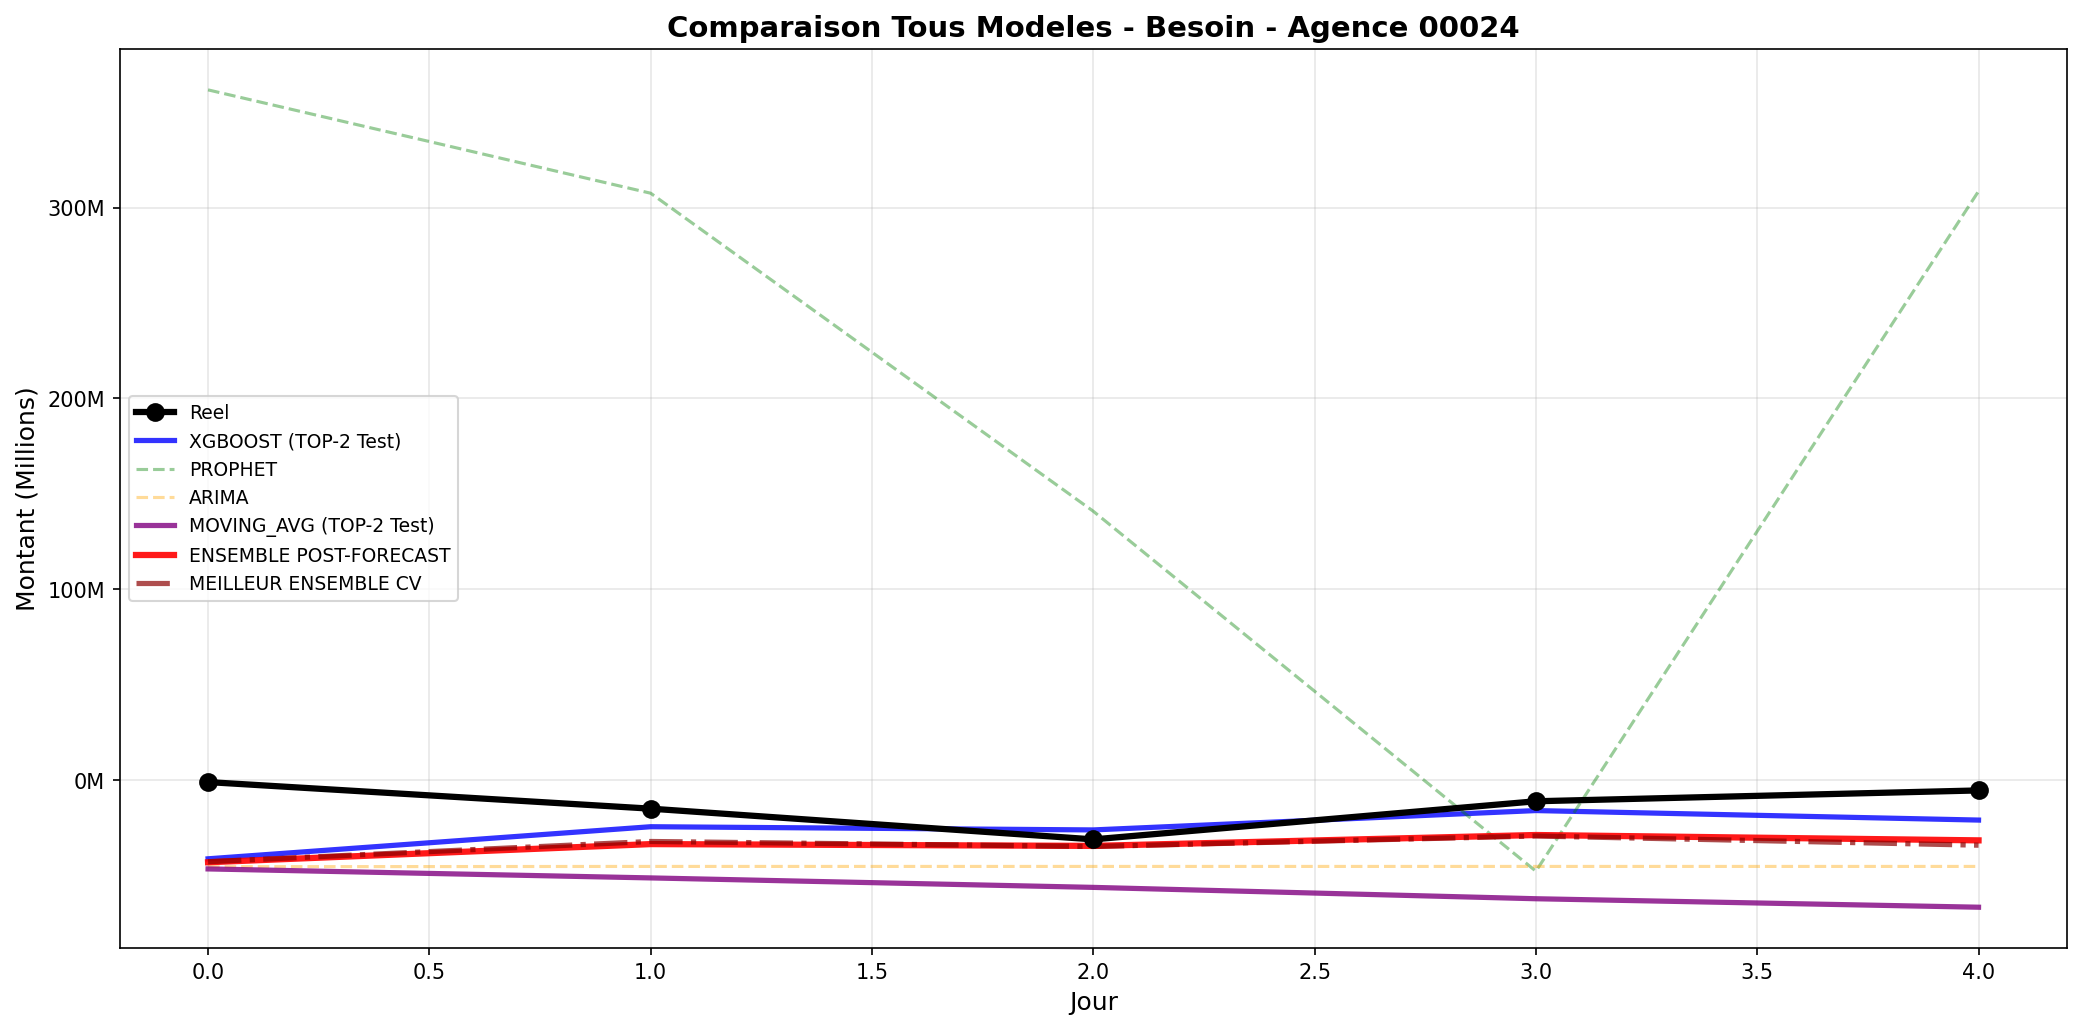 Comparaison Tous Modeles - Besoin - Agence 00024
Montant (Millions)
300M
200M
100M
0M
Reel
XGBOOST (TOP-2 Test)
PROPHET
ARIMA
MOVING_AVG (TOP-2 Test)
ENSEMBLE POST-FORECAST
MEILLEUR ENSEMBLE CV
0.0 0.5 1.0 1.5 2.0 2.5 3.0 3.5 4.0
Jour